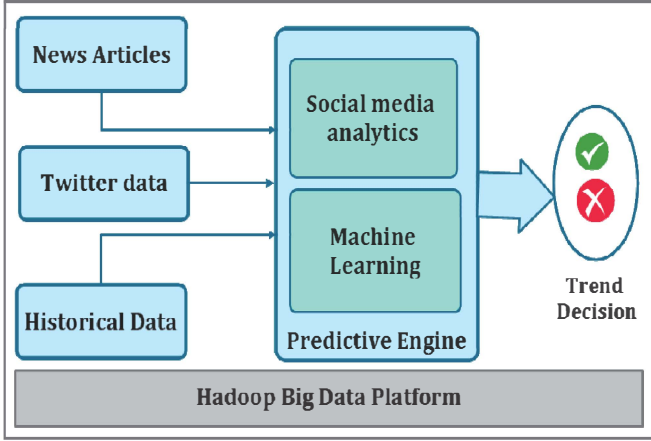 News Articles
Twitter data
Historical Data
Social media
analytics
Machine
Learning
Predictive Engine
Trend
Decision
Hadoop Big Data Platform